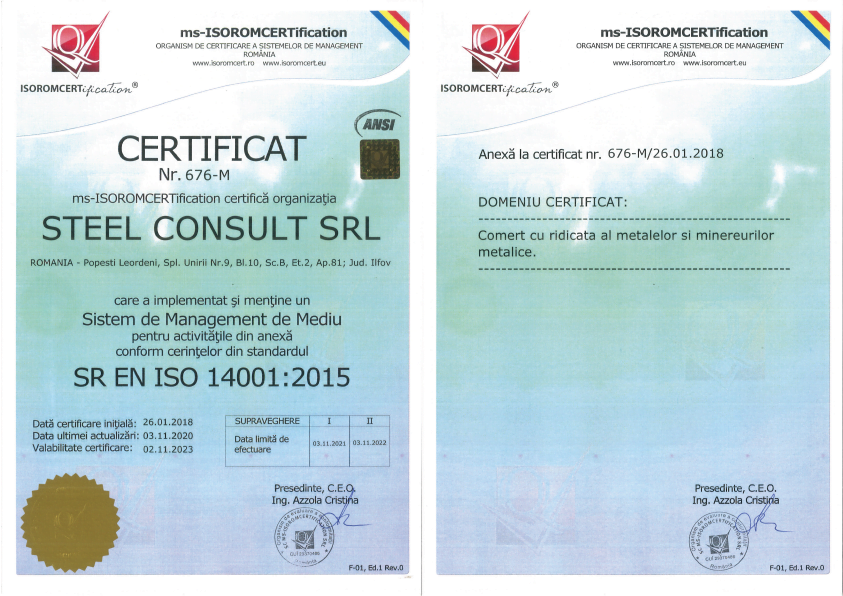 ms-ISOROMCERTification
ORGANISM DE CERTIFICARE A SISTEMELOR DE MANAGEMENT
ROMÂNIA
www.isoromcert.ro www.isoromcert.eu
ISOROMCERTification®
ANSI
CERTIFICAT
Nr. 676-M
ms-ISOROMCERTification certifică organizaţia
STEEL CONSULT SRL
ROMANIA - Popesti Leordeni, Spl. Unirii Nr.9, Bl.10, Sc.B, Et.2, Ap.81; Jud. Ilfov
care a implementat şi menţine un
Sistem de Management de Mediu
pentru activităţile din anexă
conform cerinţelor din standardul
SR EN ISO 14001:2015
Dată certificare iniţială: 26.01.2018
Data ultimei actualizări: 03.11.2020
Valabilitate certificare: 02.11.2023
SUPRAVEGHERE I II
Data limită de
efectuare
03.11.2021 03.11.2022
Presedinte, C.E.O.
Ing. Azzola Cristina
F-01, Ed.1 Rev.0
ms-ISOROMCERTification
ORGANISM DE CERTIFICARE A SISTEMELOR DE MANAGEMENT
ROMÂNIA
www.isoromcert.ro www.isoromcert.eu
ISOROMCERTification®
Anexă la certificat nr. 676-M/26.01.2018
DOMENIU CERTIFICAT:
Comert cu ridicata al metalelor si minereurilor
metalice.
Presedinte, C.E.O.
Ing. Azzola Cristina
F-01, Ed.1 Rev.0